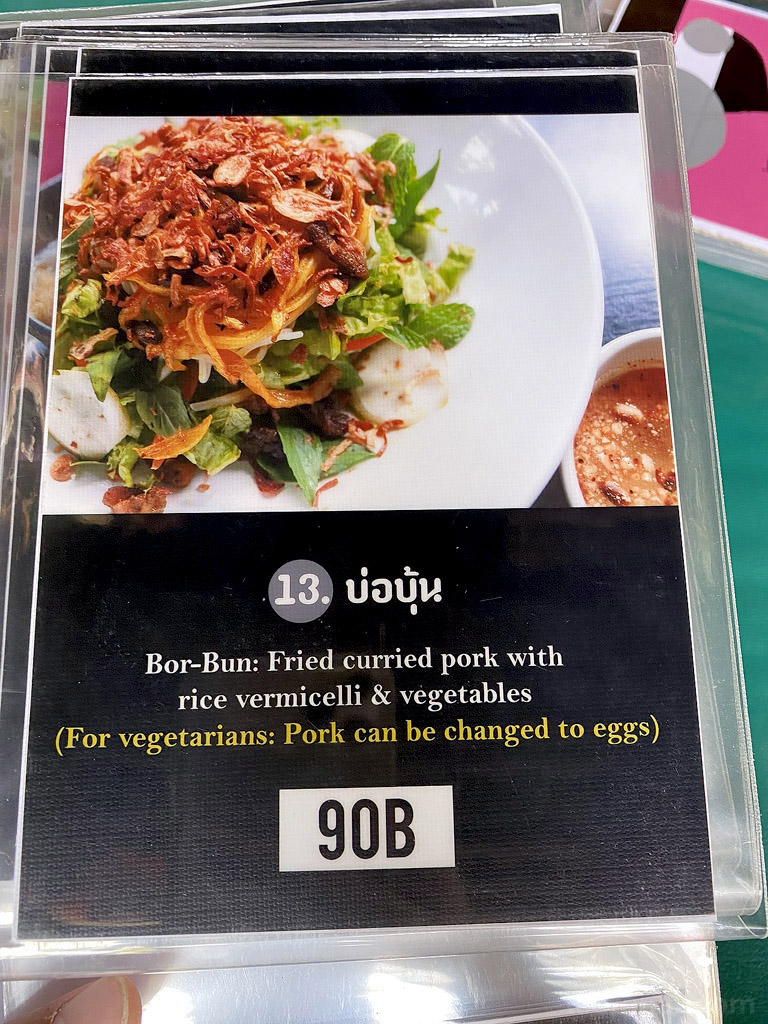 13. บ่อบุ้น
Bor-Bun: Fried curried pork with
rice vermicelli & vegetables
(For vegetarians: Pork can be changed to eggs)
90B